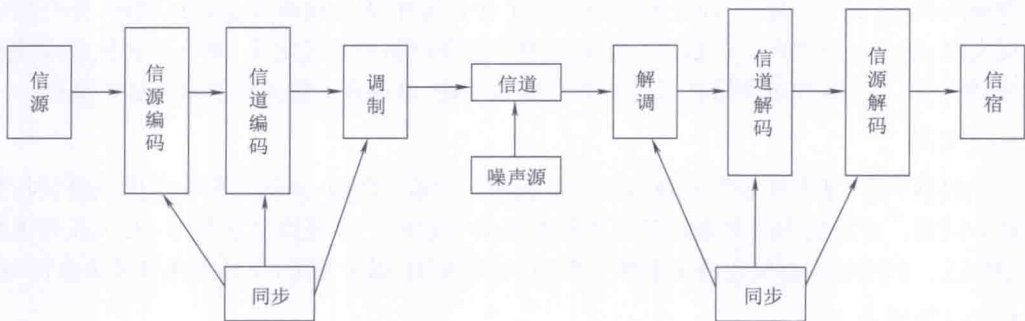 信源
信源编码
信道编码
调制
信道
解调
信道解码
信源解码
信宿
噪声源
同步
同步